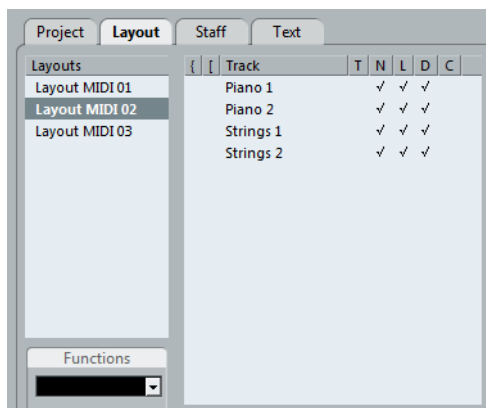 Project Layout Staff Text
Layouts
Layout MIDI 01
Layout MIDI 02
Layout MIDI 03
{ [ Track T N L D C
Piano 1 √ √ √
Piano 2 √ √ √
Strings 1 √ √ √
Strings 2 √ √ √
Functions